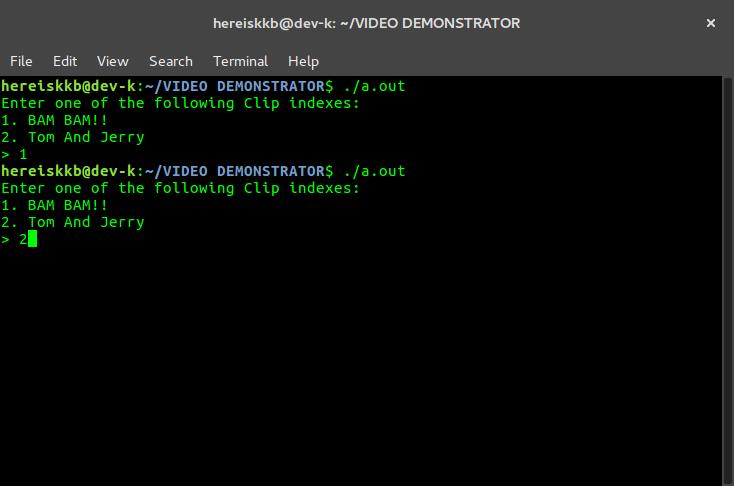 hereiskkb@dev-k: ~/VIDEO DEMONSTRATOR ×
File Edit View Search Terminal Help
hereiskkb@dev-k:~/VIDEO DEMONSTRATOR$ ./a.out
Enter one of the following Clip indexes:
1. BAM BAM!!
2. Tom And Jerry
> 1
hereiskkb@dev-k:~/VIDEO DEMONSTRATOR$ ./a.out
Enter one of the following Clip indexes:
1. BAM BAM!!
2. Tom And Jerry
> 2